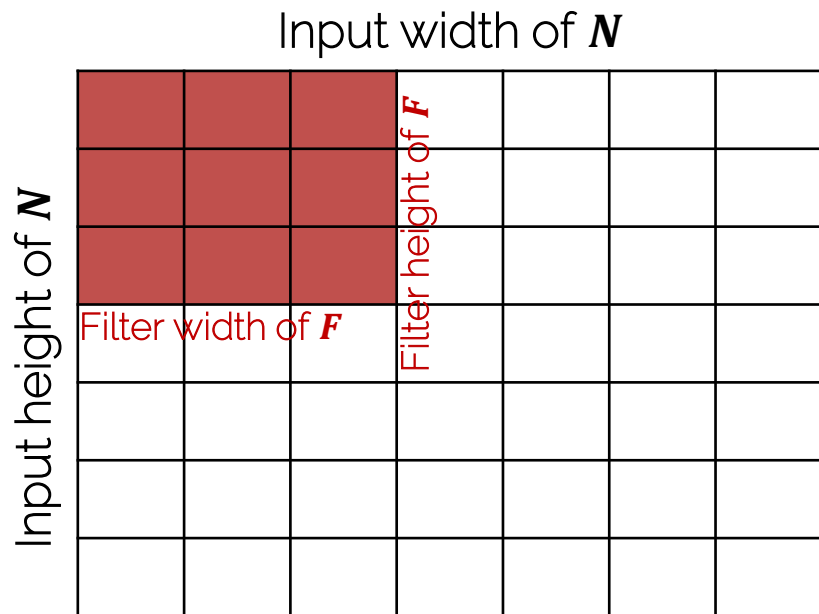 Input width of N
Input height of N
Filter height of F
Filter width of F